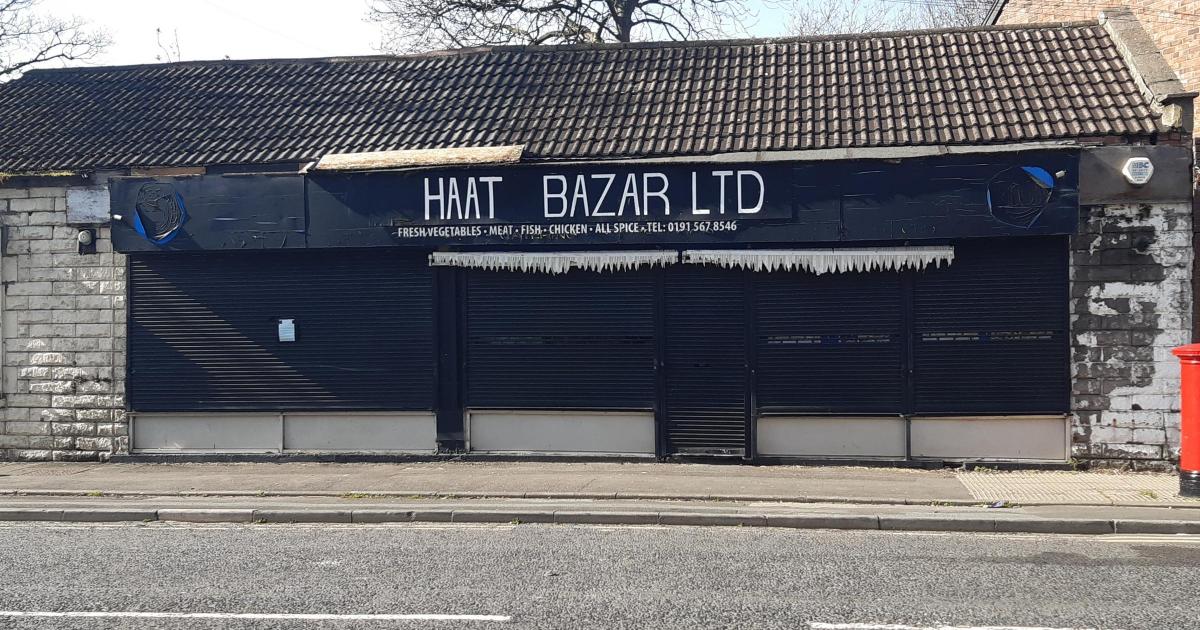 HAAT BAZAR LTD
FRESH VEGETABLES • MEAT • FISH • CHICKEN • ALL SPICE • TEL: 0191 567 8546